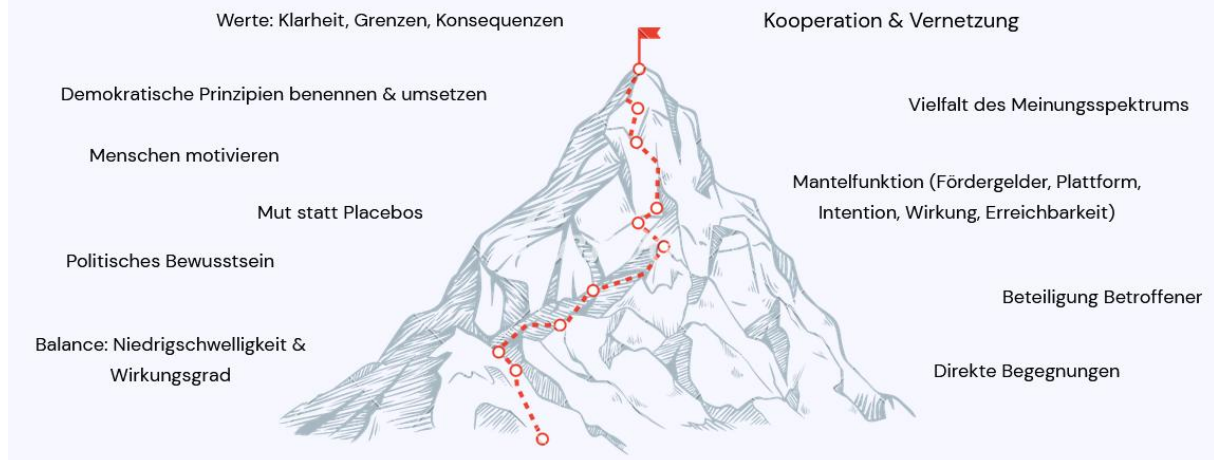 Werte: Klarheit, Grenzen, Konsequenzen
Kooperation & Vernetzung
Demokratische Prinzipien benennen & umsetzen
Vielfalt des Meinungsspektrums
Menschen motivieren
Mantelfunktion (Fördergelder, Plattform,
Intention, Wirkung, Erreichbarkeit)
Mut statt Placebos
Politisches Bewusstsein
Beteiligung Betroffener
Balance: Niedrigschwelligkeit &
Wirkungsgrad
Direkte Begegnungen